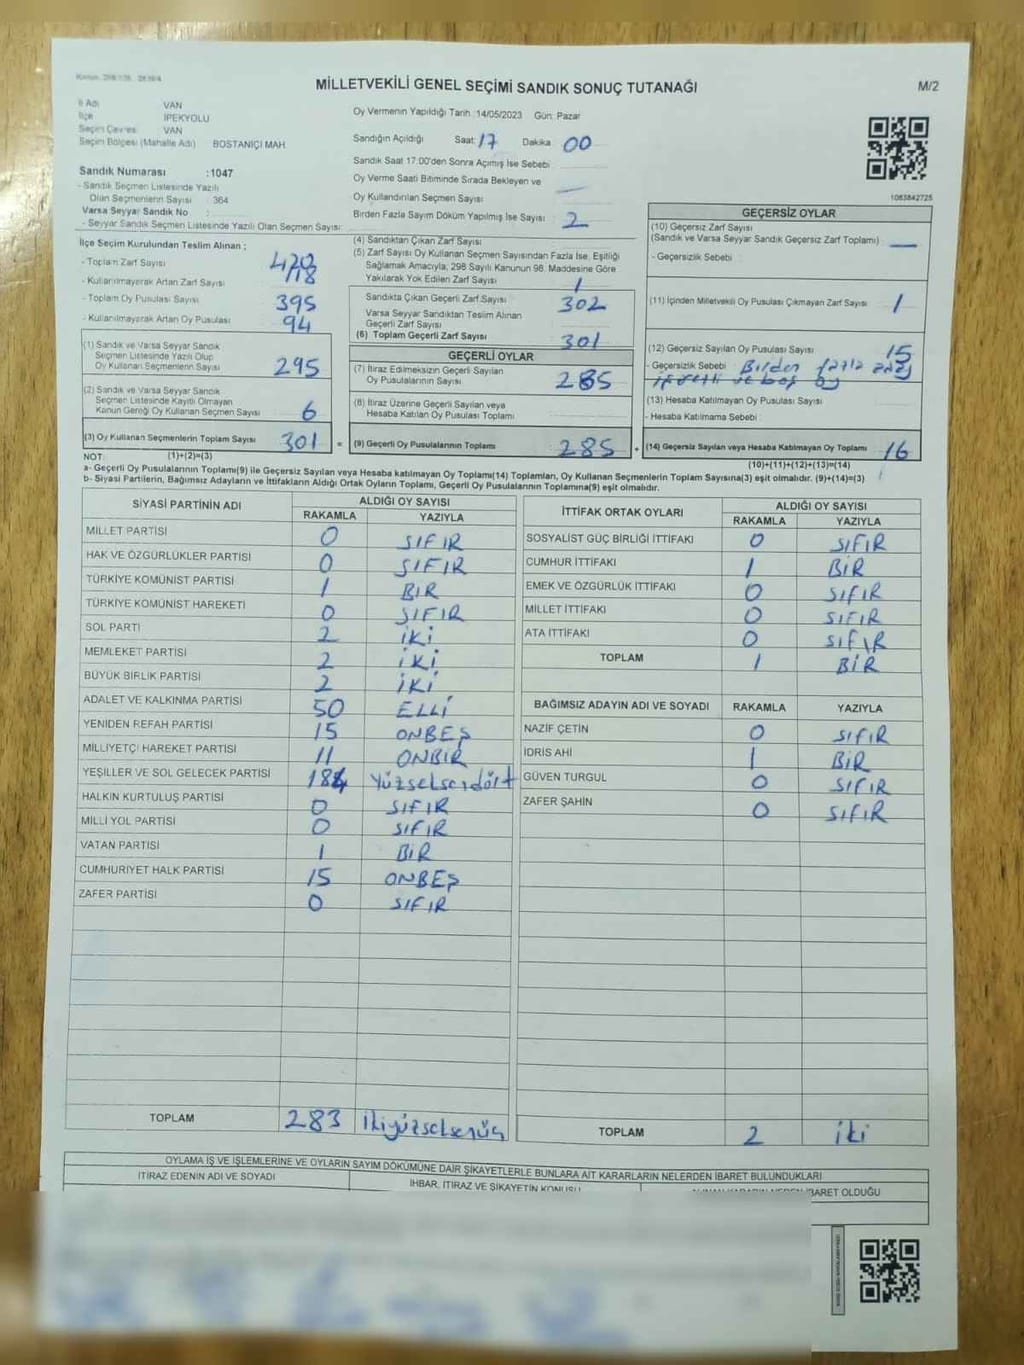 MİLLETVEKİLİ GENEL SEÇİMİ SANDIK SONUÇ TUTANAĞI
M/2
İl Adı VAN
İlçe İPEKYOLU
Seçim Çevres VAN
Seçim Bölgesi (Mahalle Adı) BOSTANİÇİ MAH.
Sandık Numarası :1047
- Sandık Seçmen Listesinde Yazılı
Olan Seçmenlerin Sayısı : 364
Varsa Seyyar Sandık No
- Seyyar Sandık Seçmen Listesinde Yazılı Olan Seçmen Sayısı:
Oy Vermenin Yapıldığı Tarih :14/05/2023 Gün: Pazar
Sandığın Açıldığı Saat: 17 Dakika 00
Sandık Saat 17:00'den Sonra Açımış İse Sebebi
Oy Verme Saati Bitiminde Sırada Bekleyen ve
Oy Kullandırılan Seçmen Sayısı —
Birden Fazla Sayım Döküm Yapılmış İse Sayısı : 2
1083842725
İlçe Seçim Kurulundan Teslim Alınan ;
- Toplam Zarf Sayısı 420
- Kullanılmayarak Artan Zarf Sayısı 118
- Toplam Oy Pusulası Sayısı 395
- Kullanılmayarak Artan Oy Pusulası 94
(1) Sandık ve Varsa Seyyar Sandık
Seçmen Listesinde Yazılı Olup
Oy Kullanan Seçmenlerin Sayısı 295
(2) Sandık ve Varsa Seyyar Sandık
Seçmen Listesinde Kayıtlı Olmayan
Kanun Gereği Oy Kullanan Seçmen Sayısı 6
(3) Oy Kullanan Seçmenlerin Toplam Sayısı 301 =
(4) Sandıktan Çıkan Zarf Sayısı
(5) Zarf Sayısı Oy Kullanan Seçmen Sayısından Fazla İse, Eşitliği
Sağlamak Amacıyla, 298 Sayılı Kanunun 98. Maddesine Göre
Yakılarak Yok Edilen Zarf Sayısı 1
Sandıkta Çıkan Geçerli Zarf Sayısı 302
Varsa Seyyar Sandıktan Teslim Alınan
Geçerli Zarf Sayısı
(6) Toplam Geçerli Zarf Sayısı 301
GEÇERLİ OYLAR
(7) İtiraz Edilmeksizin Geçerli Sayılan
Oy Pusulalarının Sayısı 285
(8) İtiraz Üzerine Geçerli Sayılan veya
Hesaba Katılan Oy Pusulası Toplamı
(9) Geçerli Oy Pusulalarının Toplamı 285 +
GEÇERSİZ OYLAR
(10) Geçersiz Zarf Sayısı
(Sandık ve Varsa Seyyar Sandık Geçersiz Zarf Toplamı) —
- Geçersizlik Sebebi
(11) İçinden Milletvekili Oy Pusulası Çıkmayan Zarf Sayısı 1
(12) Geçersiz Sayılan Oy Pusulası Sayısı 15
- Geçersizlik Sebebi Birden fazla
ve boş oy
(13) Hesaba Katılmayan Oy Pusulası Sayısı
- Hesaba Katılmama Sebebi
(14) Geçersiz Sayılan veya Hesaba Katılmayan Oy Toplamı 16
NOT: (1)+(2)=(3) (10)+(11)+(12)+(13)=(14)
a- Geçerli Oy Pusulalarının Toplamı(9) ile Geçersiz Sayılan veya Hesaba katılmayan Oy Toplamı(14) Toplamları, Oy Kullanan Seçmenlerin Toplam Sayısına(3) eşit olmalıdır. (9)+(14)=(3)
b- Siyasi Partilerin, Bağımsız Adayların ve İttifakların Aldığı Ortak Oyların Toplamı, Geçerli Oy Pusulalarının Toplamına(9) eşit olmalıdır.
SİYASİ PARTİNİN ADI ALDIĞI OY SAYISI
RAKAMLA YAZIYLA
MİLLET PARTİSİ 0 SIFIR
HAK VE ÖZGÜRLÜKLER PARTİSİ 0 SIFIR
TÜRKİYE KOMÜNİST PARTİSİ 1 BİR
TÜRKİYE KOMÜNİST HAREKETİ 0 SIFIR
SOL PARTİ 2 İKİ
MEMLEKET PARTİSİ 2 İKİ
BÜYÜK BİRLİK PARTİSİ 2 İKİ
ADALET VE KALKINMA PARTİSİ 50 ELLİ
YENİDEN REFAH PARTİSİ 15 ONBEŞ
MİLLİYETÇİ HAREKET PARTİSİ 11 ONBİR
YEŞİLLER VE SOL GELECEK PARTİSİ 184 Yüzseksendört
HALKIN KURTULUŞ PARTİSİ 0 SIFIR
MİLLİ YOL PARTİSİ 0 SIFIR
VATAN PARTİSİ 1 BİR
CUMHURİYET HALK PARTİSİ 15 ONBEŞ
ZAFER PARTİSİ 0 SIFIR
TOPLAM 283 İkiyüzseksenüç
İTTİFAK ORTAK OYLARI ALDIĞI OY SAYISI
RAKAMLA YAZIYLA
SOSYALİST GÜÇ BİRLİĞİ İTTİFAKI 0 SIFIR
CUMHUR İTTİFAKI 1 BİR
EMEK VE ÖZGÜRLÜK İTTİFAKI 0 SIFIR
MİLLET İTTİFAKI 0 SIFIR
ATA İTTİFAKI 0 SIFIR
TOPLAM 1 BİR
BAĞIMSIZ ADAYIN ADI VE SOYADI RAKAMLA YAZIYLA
NAZİF ÇETİN 0 SIFIR
İDRİS AHİ 1 BİR
GÜVEN TURGUL 0 SIFIR
ZAFER ŞAHİN 0 SIFIR
TOPLAM 2 iki
OYLAMA İŞ VE İŞLEMLERİNE VE OYLARIN SAYIM DÖKÜMÜNE DAİR ŞİKAYETLERLE BUNLARA AİT KARARLARIN NELERDEN İBARET BULUNDUKLARI
İTİRAZ EDENİN ADI VE SOYADI
İHBAR, İTİRAZ VE ŞİKAYETİN KONUSU
İBARET OLDUĞU